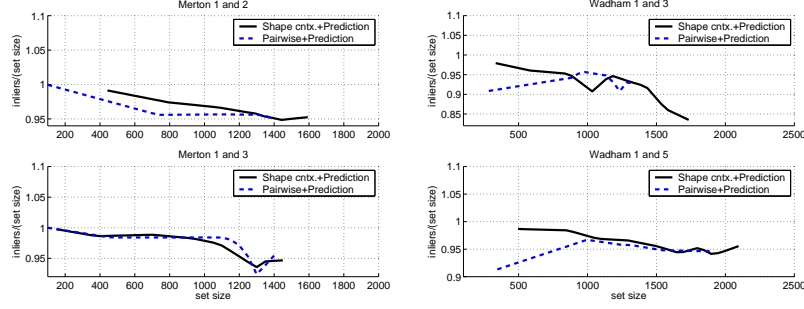 Merton 1 and 2
1.1
1.05
1
0.95
inliers/(set size)
Shape cntx.+Prediction
Pairwise+Prediction
200 400 600 800 1000 1200 1400 1600 1800 2000
Wadham 1 and 3
1.1
1.05
1
0.95
0.9
0.85
inliers/(set size)
Shape cntx.+Prediction
Pairwise+Prediction
500 1000 1500 2000 2500
Merton 1 and 3
1.1
1.05
1
0.95
inliers/(set size)
Shape cntx.+Prediction
Pairwise+Prediction
200 400 600 800 1000 1200 1400 1600 1800 2000
set size
Wadham 1 and 5
1.1
1.05
1
0.95
0.9
inliers/(set size)
Shape cntx.+Prediction
Pairwise+Prediction
500 1000 1500 2000 2500
set size